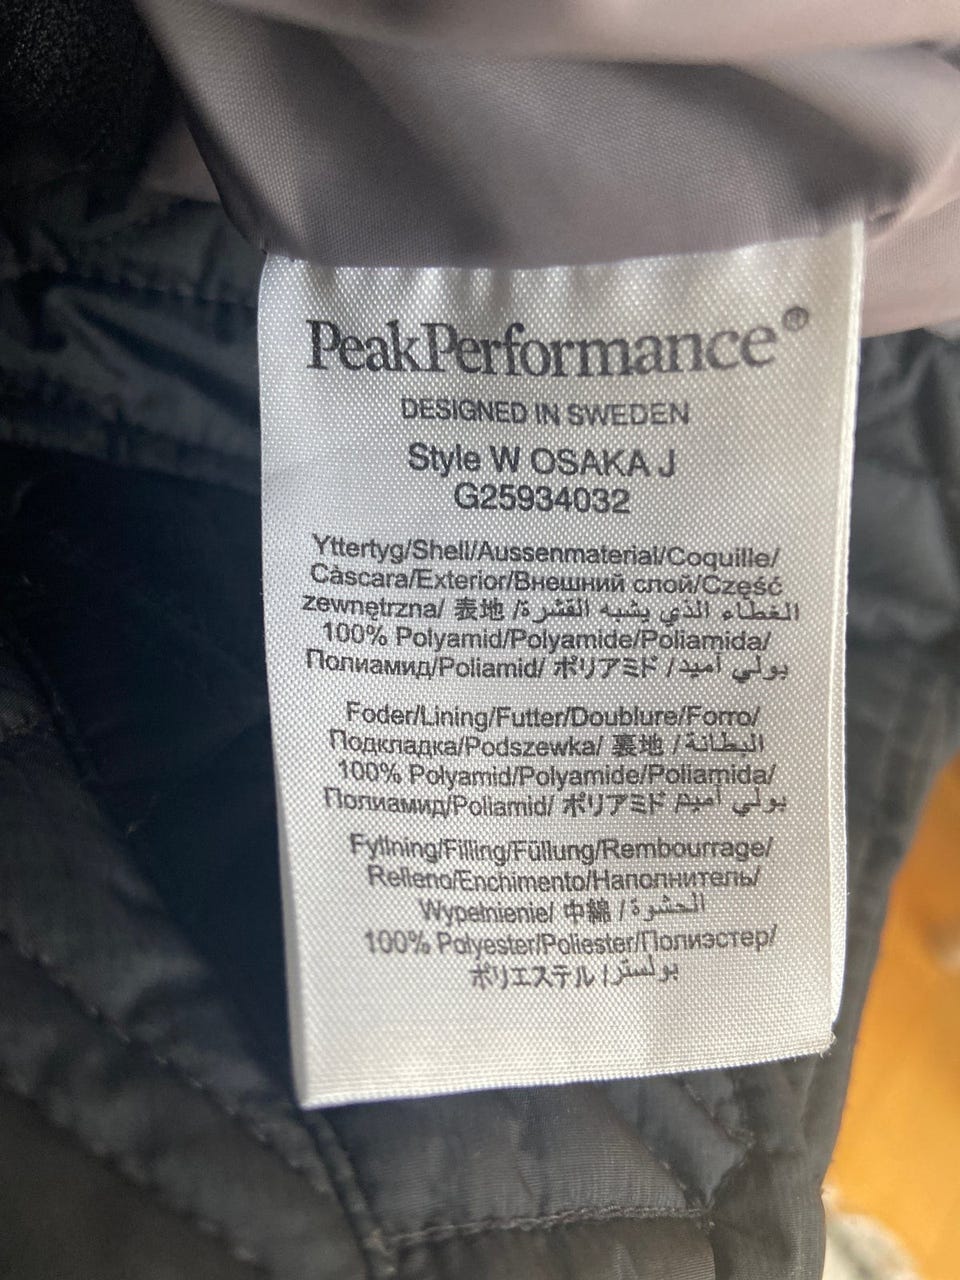 PeakPerformance®
DESIGNED IN SWEDEN
Style W OSAKA J
G25934032
Yttertyg/Shell/Aussenmaterial/Coquille/
Càscara/Exterior/Внешний слой/Część
zewnętrzna/ 表地 /الغطاء الذي يشبه القشرة
100% Polyamid/Polyamide/Poliamida/
Полиамид/Poliamid/ ポリアミド /بولي أميد
Foder/Lining/Futter/Doublure/Forro/
Подкладка/Podszewka/ 裏地 /البطانة
100% Polyamid/Polyamide/Poliamida/
Полиамид/Poliamid/ ポリアミド /بولي أميد
Fyllning/Filling/Füllung/Rembourrage/
Relleno/Enchimento/Наполнитель/
Wypełnienie/ 中綿 /الحشوة
100% Polyester/Poliester/Полиэстер/
ポリエステル /بولستر